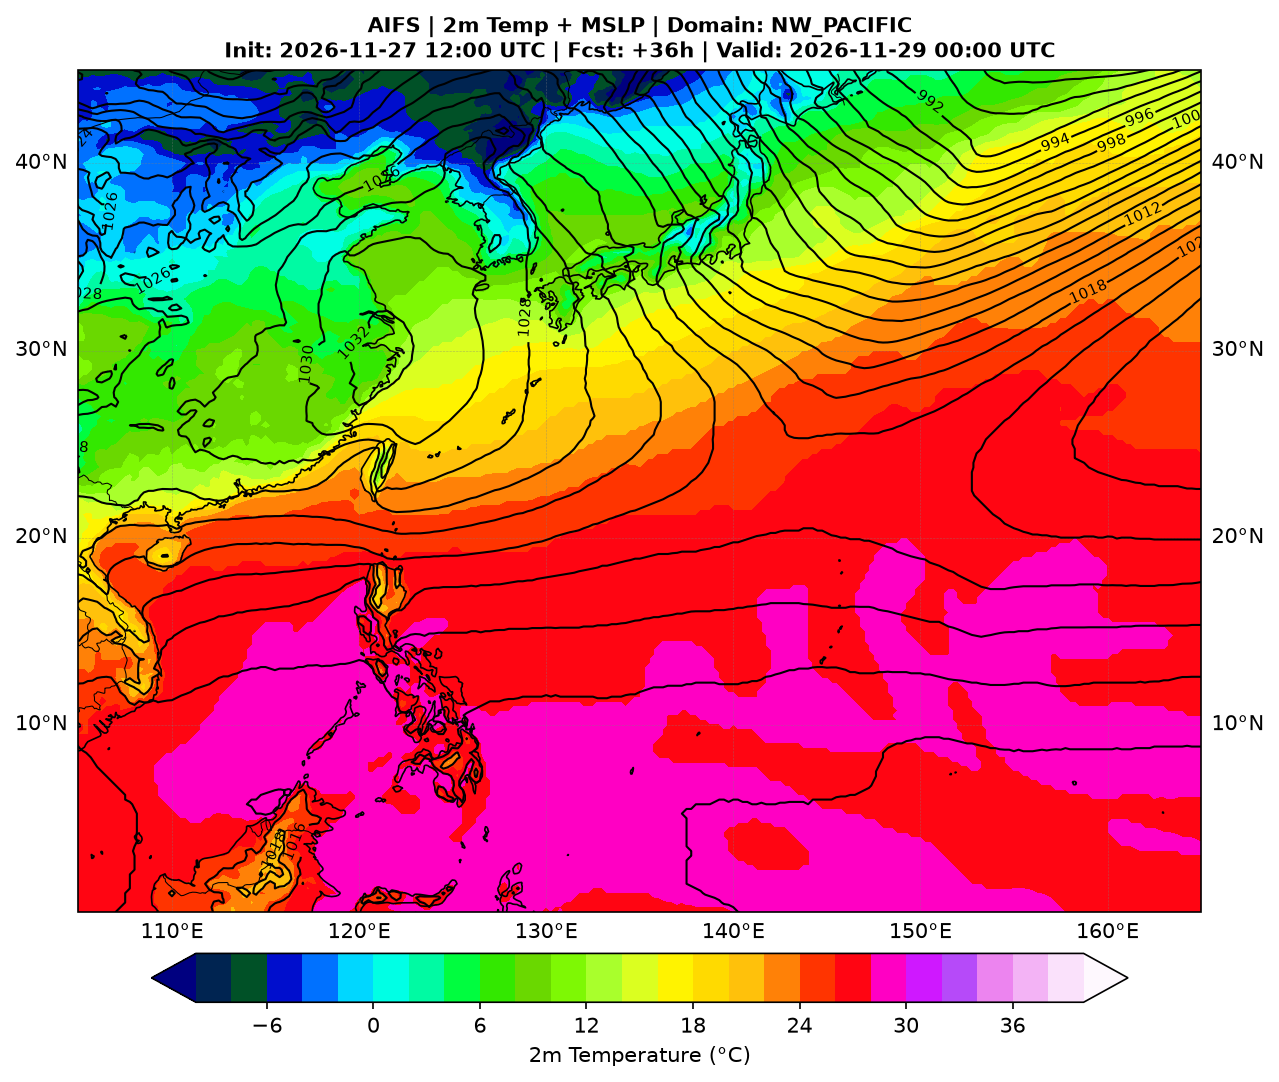 AIFS | 2m Temp + MSLP | Domain: NW_PACIFIC
Init: 2026-11-27 12:00 UTC | Fcst: +36h | Valid: 2026-11-29 00:00 UTC
992
996
994
998
1012
1018
1026
1026
1028
1030
1032
1018
1016
40°N
40°N
30°N
30°N
20°N
20°N
10°N
10°N
110°E 120°E 130°E 140°E 150°E 160°E
−6 0 6 12 18 24 30 36
2m Temperature (°C)